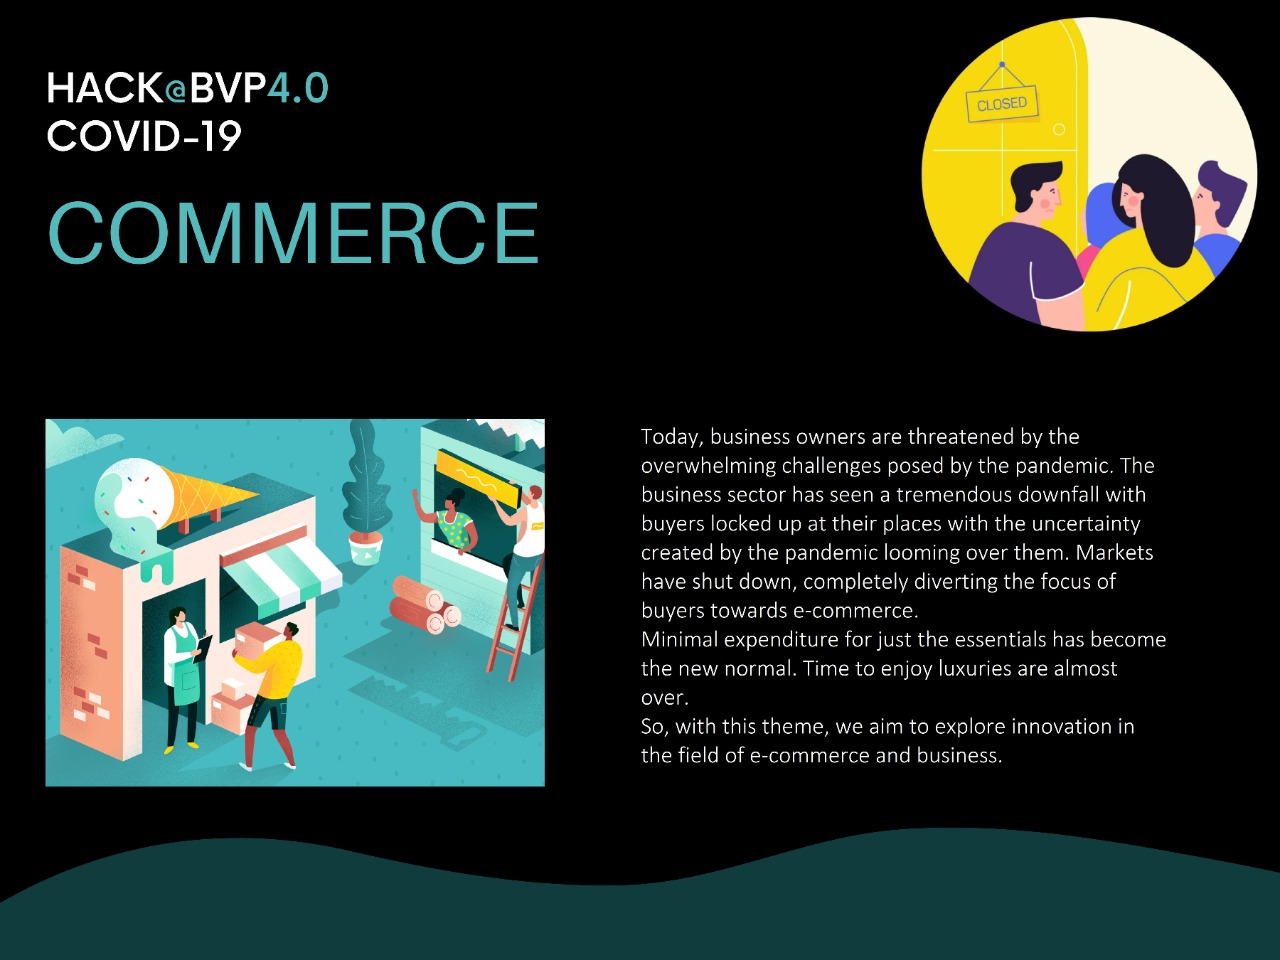 HACK@BVP4.0
COVID-19
COMMERCE
CLOSED
Today, business owners are threatened by the
overwhelming challenges posed by the pandemic. The
business sector has seen a tremendous downfall with
buyers locked up at their places with the uncertainty
created by the pandemic looming over them. Markets
have shut down, completely diverting the focus of
buyers towards e-commerce.
Minimal expenditure for just the essentials has become
the new normal. Time to enjoy luxuries are almost
over.
So, with this theme, we aim to explore innovation in
the field of e-commerce and business.